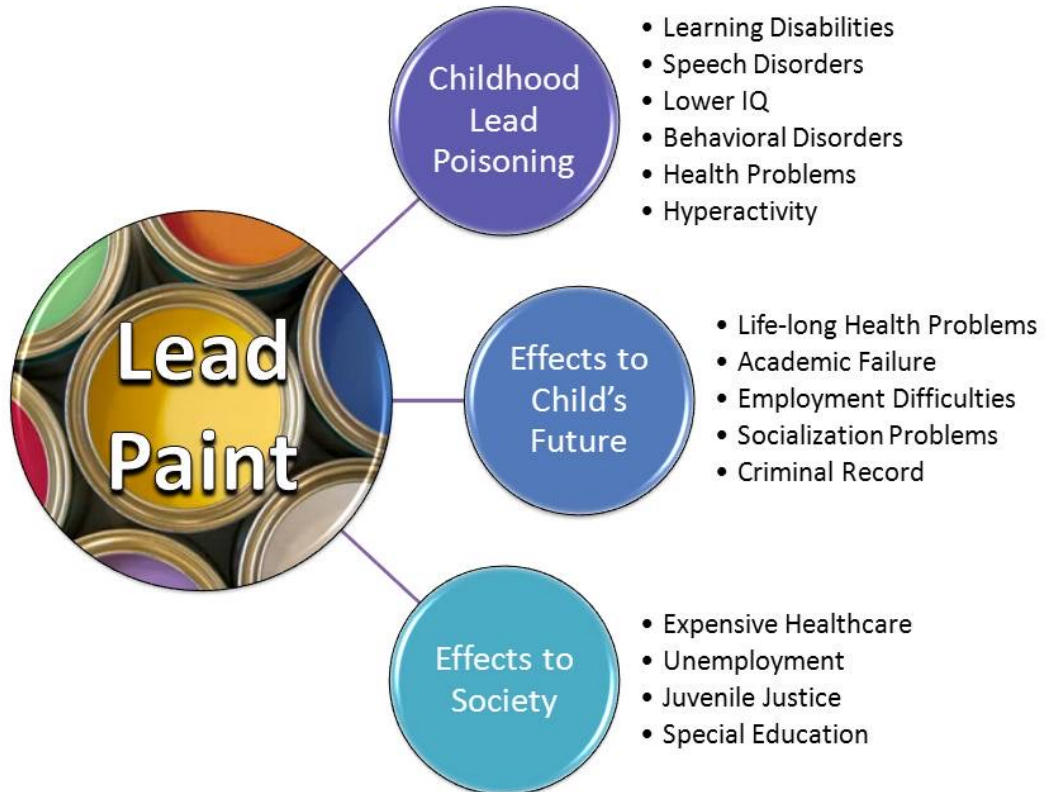 Lead
Paint
Childhood
Lead
Poisoning
• Learning Disabilities
• Speech Disorders
• Lower IQ
• Behavioral Disorders
• Health Problems
• Hyperactivity
Effects to
Child's
Future
• Life-long Health Problems
• Academic Failure
• Employment Difficulties
• Socialization Problems
• Criminal Record
Effects to
Society
• Expensive Healthcare
• Unemployment
• Juvenile Justice
• Special Education